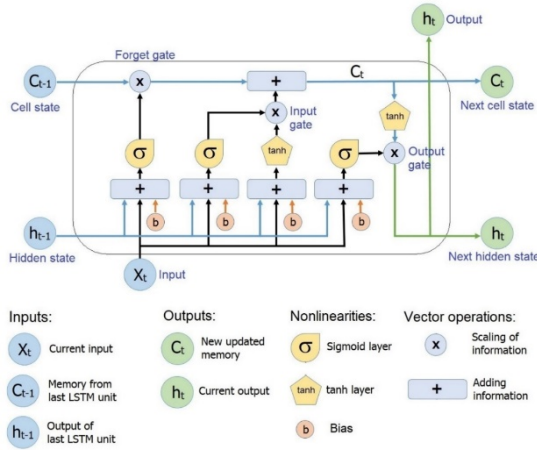 hₜ
Output
Forget gate
Cₜ₋₁
x
+
Cₜ
Cₜ
Cell state
Next cell state
x
Input
gate
tanh
σ
σ
tanh
σ
x
Output
gate
+
+
+
+
b
b
b
b
hₜ₋₁
hₜ
Hidden state
Next hidden state
Xₜ
Input
Inputs:
Outputs:
Nonlinearities:
Vector operations:
Xₜ
Current input
Cₜ
New updated
memory
σ
Sigmoid layer
x
Scaling of
information
Cₜ₋₁
Memory from
last LSTM unit
hₜ
Current output
tanh
tanh layer
+
Adding
information
hₜ₋₁
Output of
last LSTM unit
b
Bias